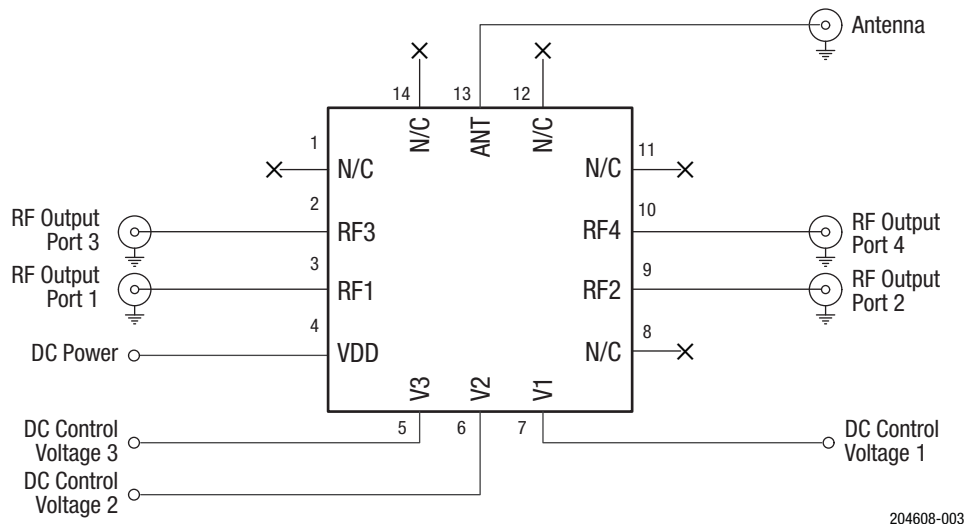 Antenna
14
13
12
N/C
ANT
N/C
1
N/C
11
N/C
RF Output
Port 3
2
RF3
10
RF4
RF Output
Port 4
RF Output
Port 1
3
RF1
9
RF2
RF Output
Port 2
DC Power
4
VDD
8
N/C
V3
V2
V1
5
6
7
DC Control
Voltage 3
DC Control
Voltage 1
DC Control
Voltage 2
204608-003